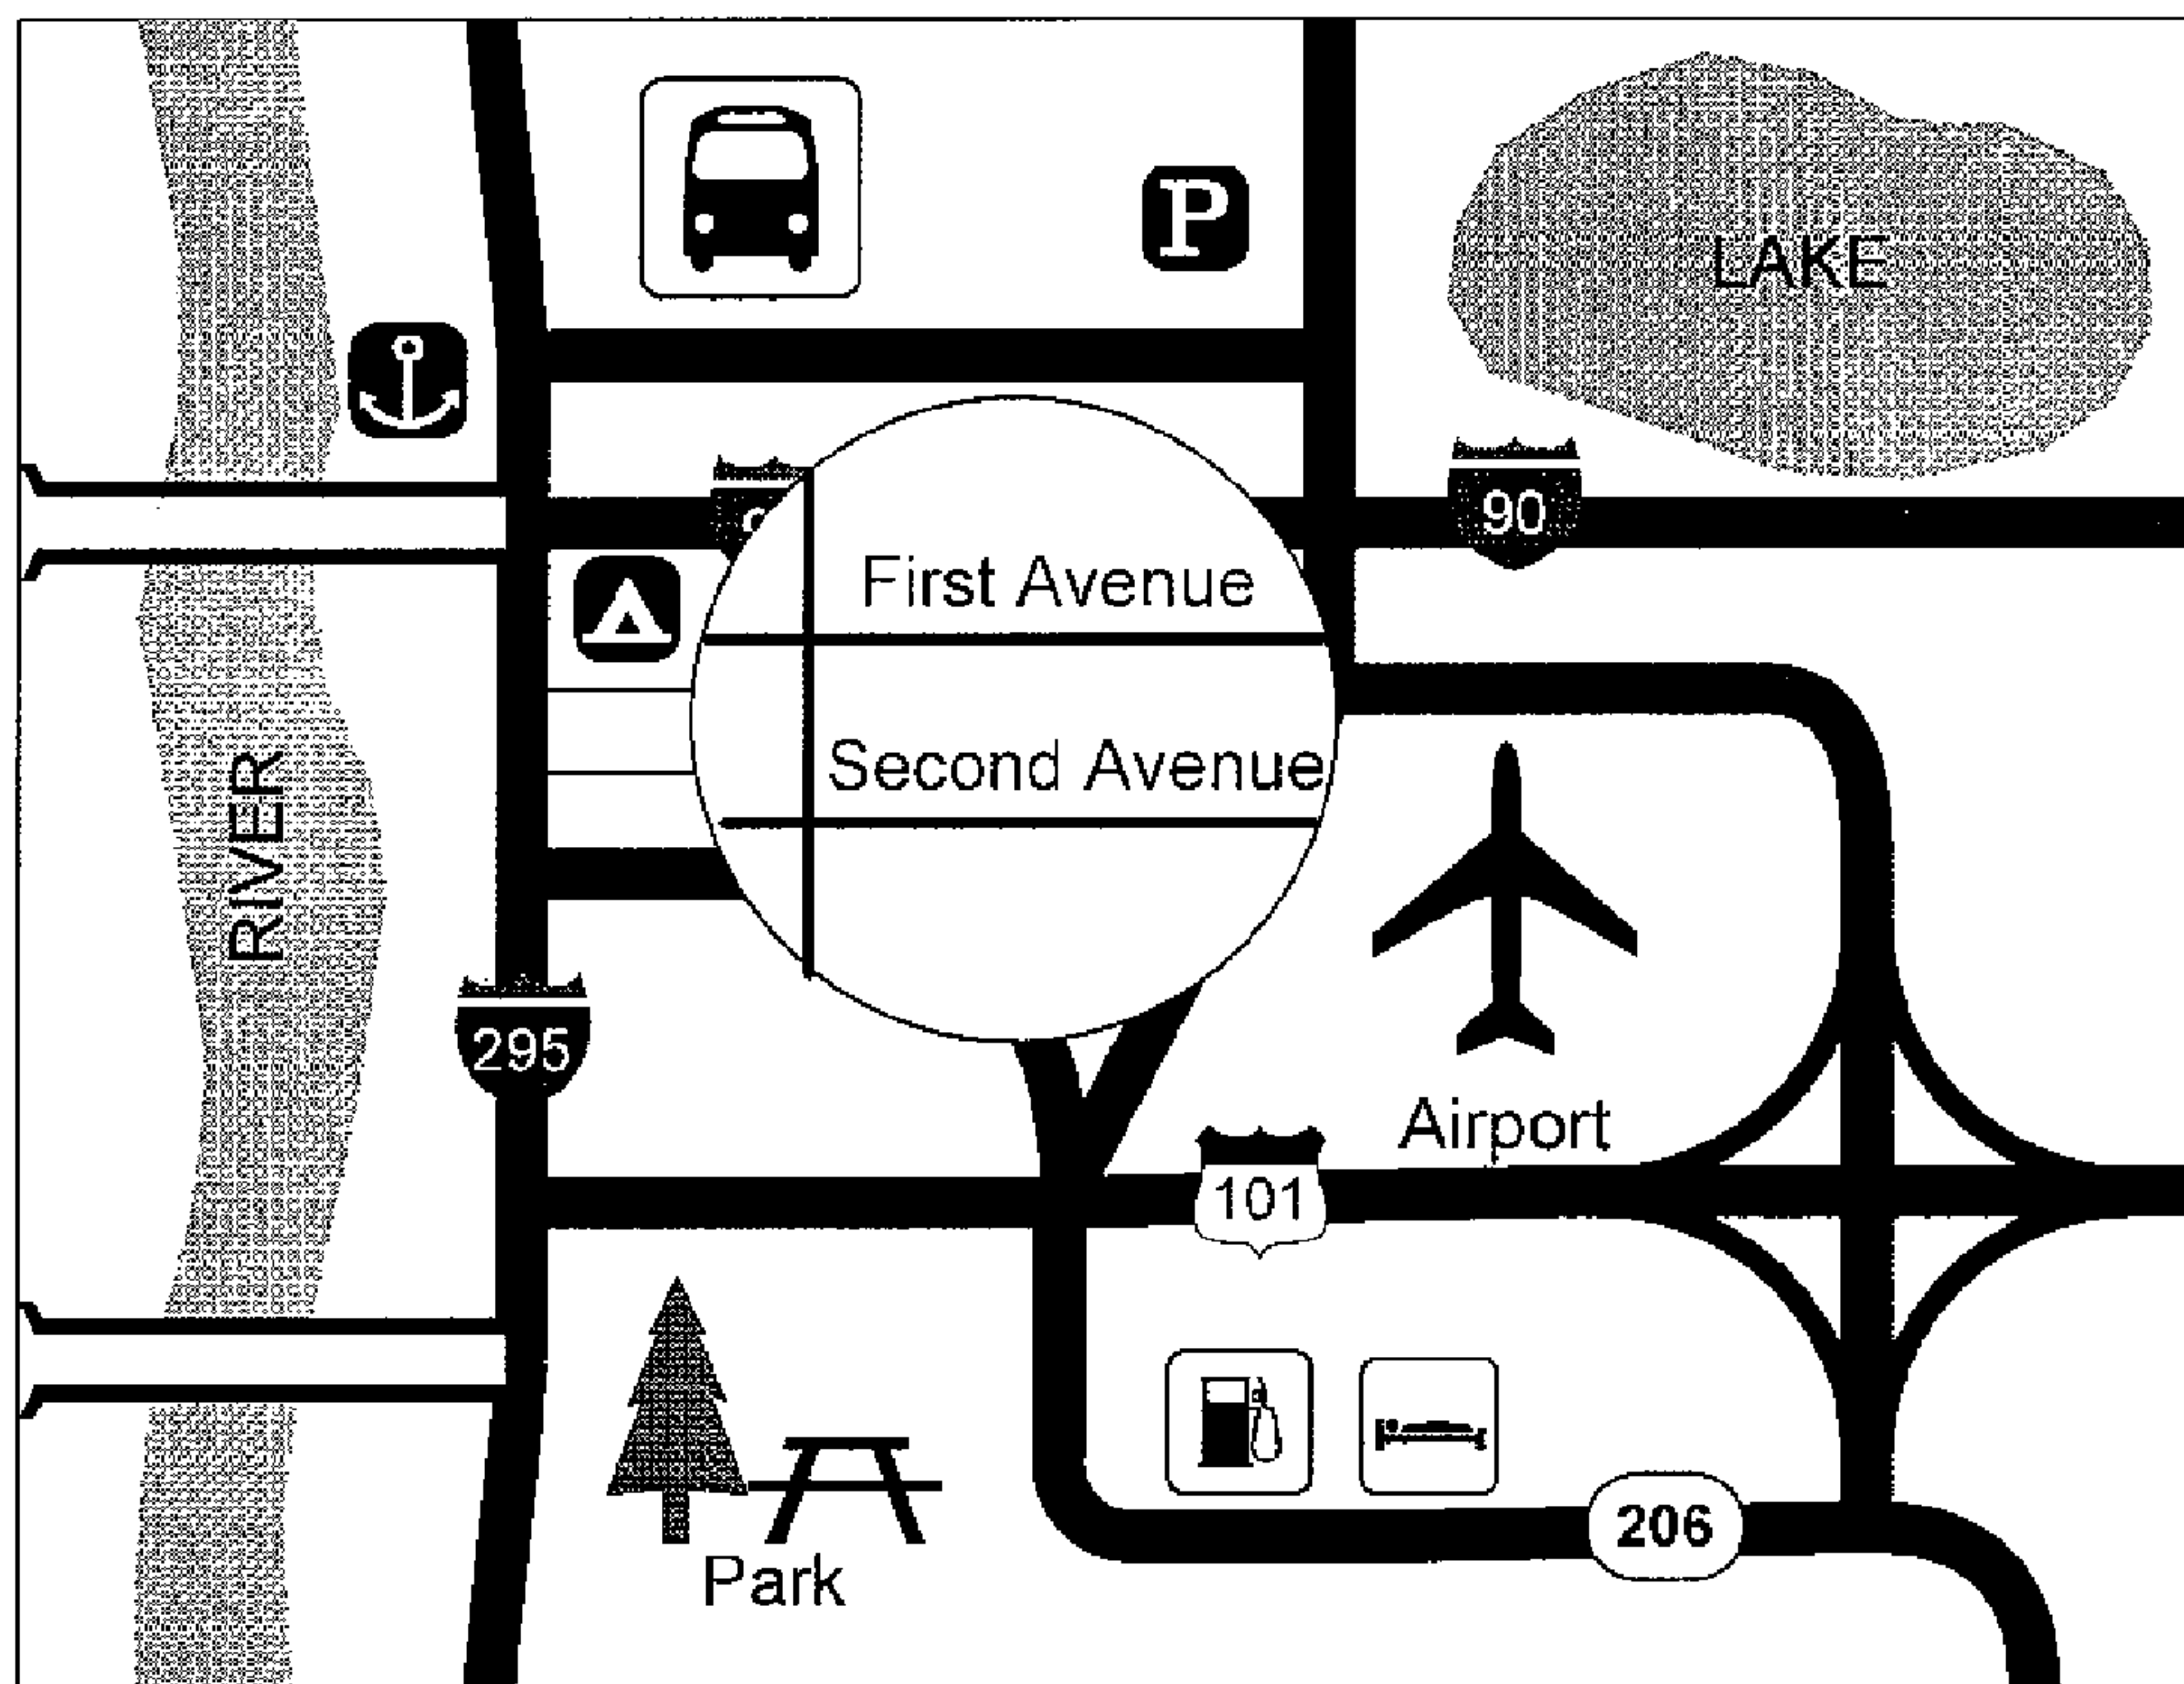 P
LAKE
90
First Avenue
Second Avenue
RIVER
295
Airport
101
206
Park